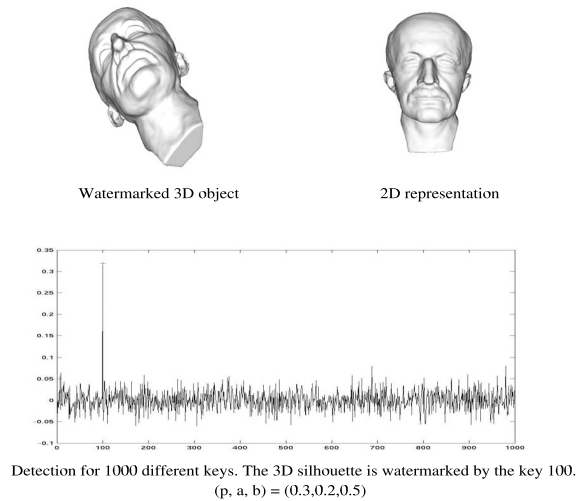 Watermarked 3D object
2D representation
0.35
0.3
0.25
0.2
0.15
0.1
0.05
0
-0.05
-0.1
0 100 200 300 400 500 600 700 800 900 1000
Detection for 1000 different keys. The 3D silhouette is watermarked by the key 100.
(p, a, b) = (0.3,0.2,0.5)